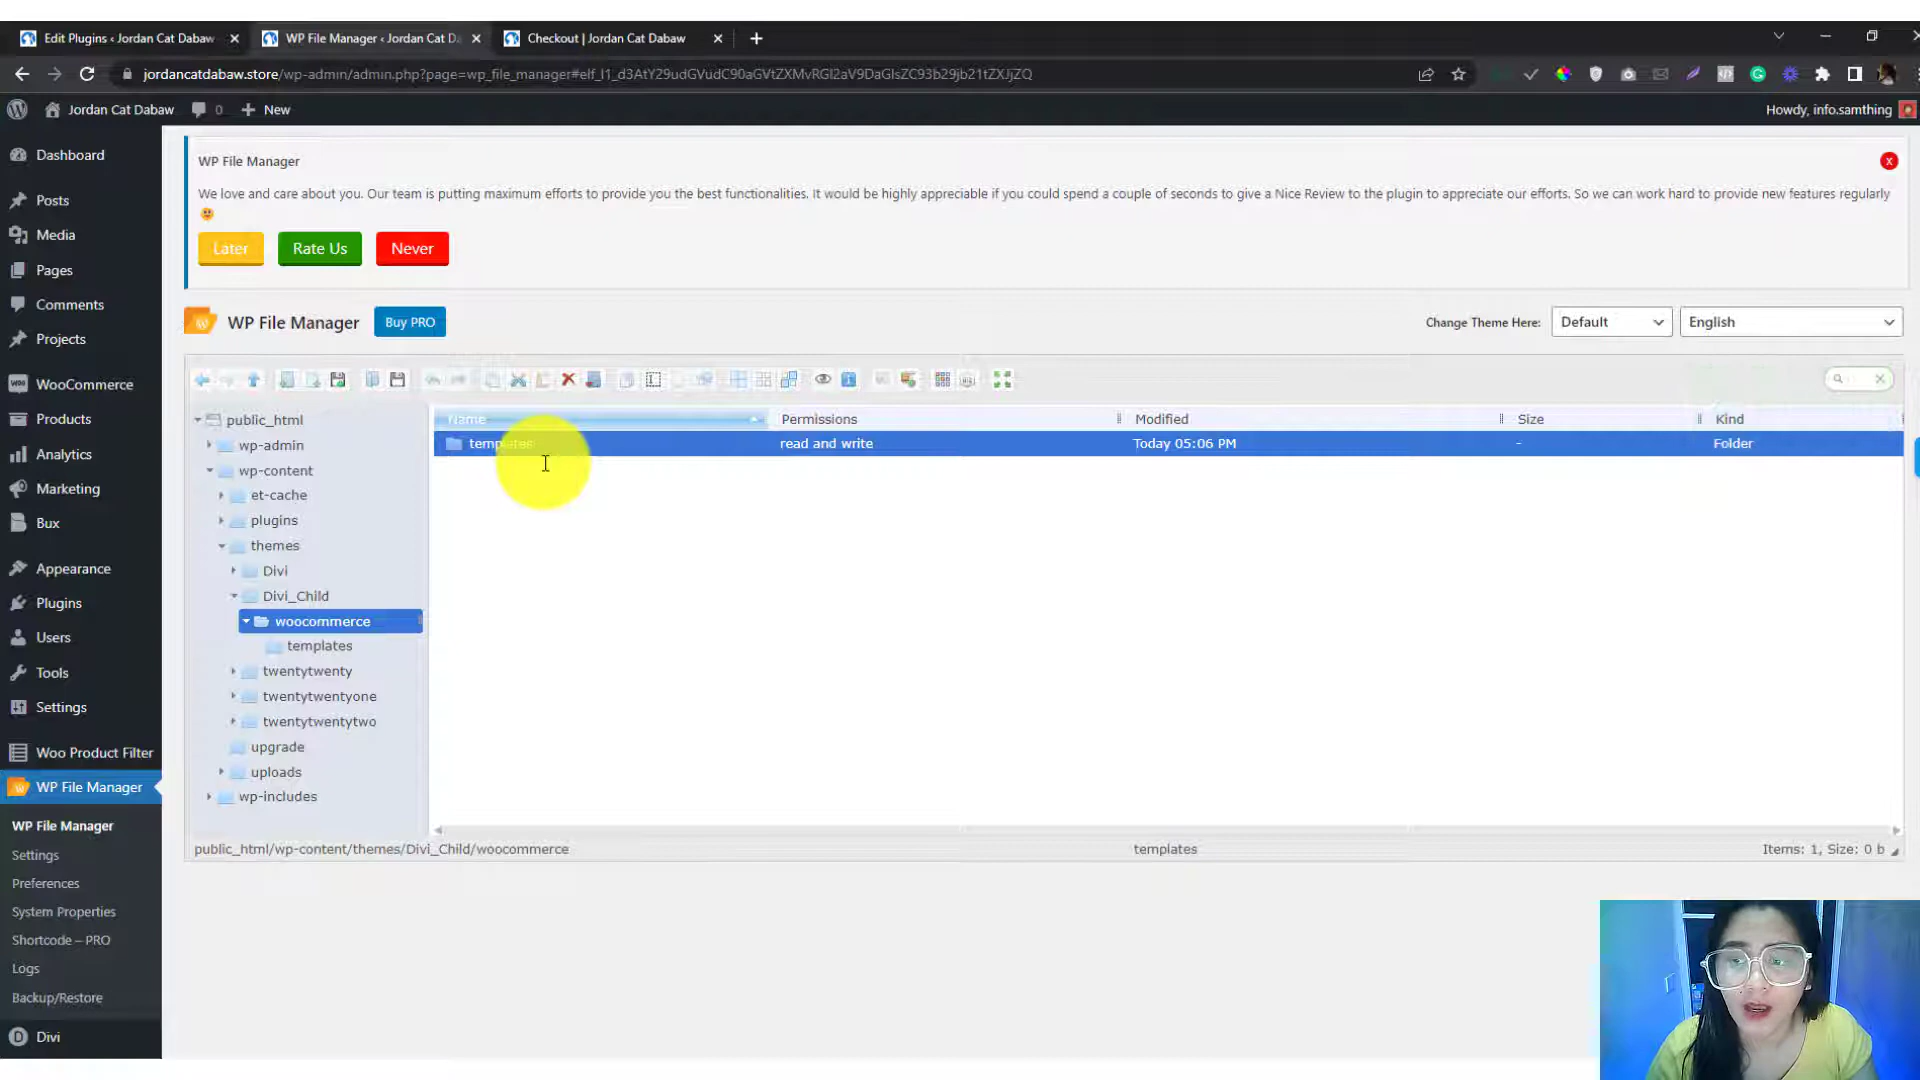 Edit Plugins ‹ Jordan Cat Dabaw
WP File Manager ‹ Jordan Cat D
Checkout | Jordan Cat Dabaw
jordancatdabaw.store/wp-admin/admin.php?page=wp_file_manager#elf_l1_d3AtY29udGVudC90aGVtZXMvRGl2aV9DaGlsZC93b29jb21tZXJjZQ
Jordan Cat Dabaw
0
New
Howdy, info.samthing
Dashboard
Posts
Media
Pages
Comments
Projects
WooCommerce
Products
Analytics
Marketing
Bux
Appearance
Plugins
Users
Tools
Settings
Woo Product Filter
WP File Manager
WP File Manager
Settings
Preferences
System Properties
Shortcode – PRO
Logs
Backup/Restore
Divi
WP File Manager
X
We love and care about you. Our team is putting maximum efforts to provide you the best functionalities. It would be highly appreciable if you could spend a couple of seconds to give a Nice Review to the plugin to appreciate our efforts. So we can work hard to provide new features regularly
Later
Rate Us
Never
WP File Manager
Buy PRO
Change Theme Here:
Default
English
public_html
wp-admin
wp-content
et-cache
plugins
themes
Divi
Divi_Child
woocommerce
templates
twentytwenty
twentytwentyone
twentytwentytwo
upgrade
uploads
wp-includes
Name
Permissions
Modified
Size
Kind
templates
read and write
Today 05:06 PM
-
Folder
public_html/wp-content/themes/Divi_Child/woocommerce
templates
Items: 1, Size: 0 b